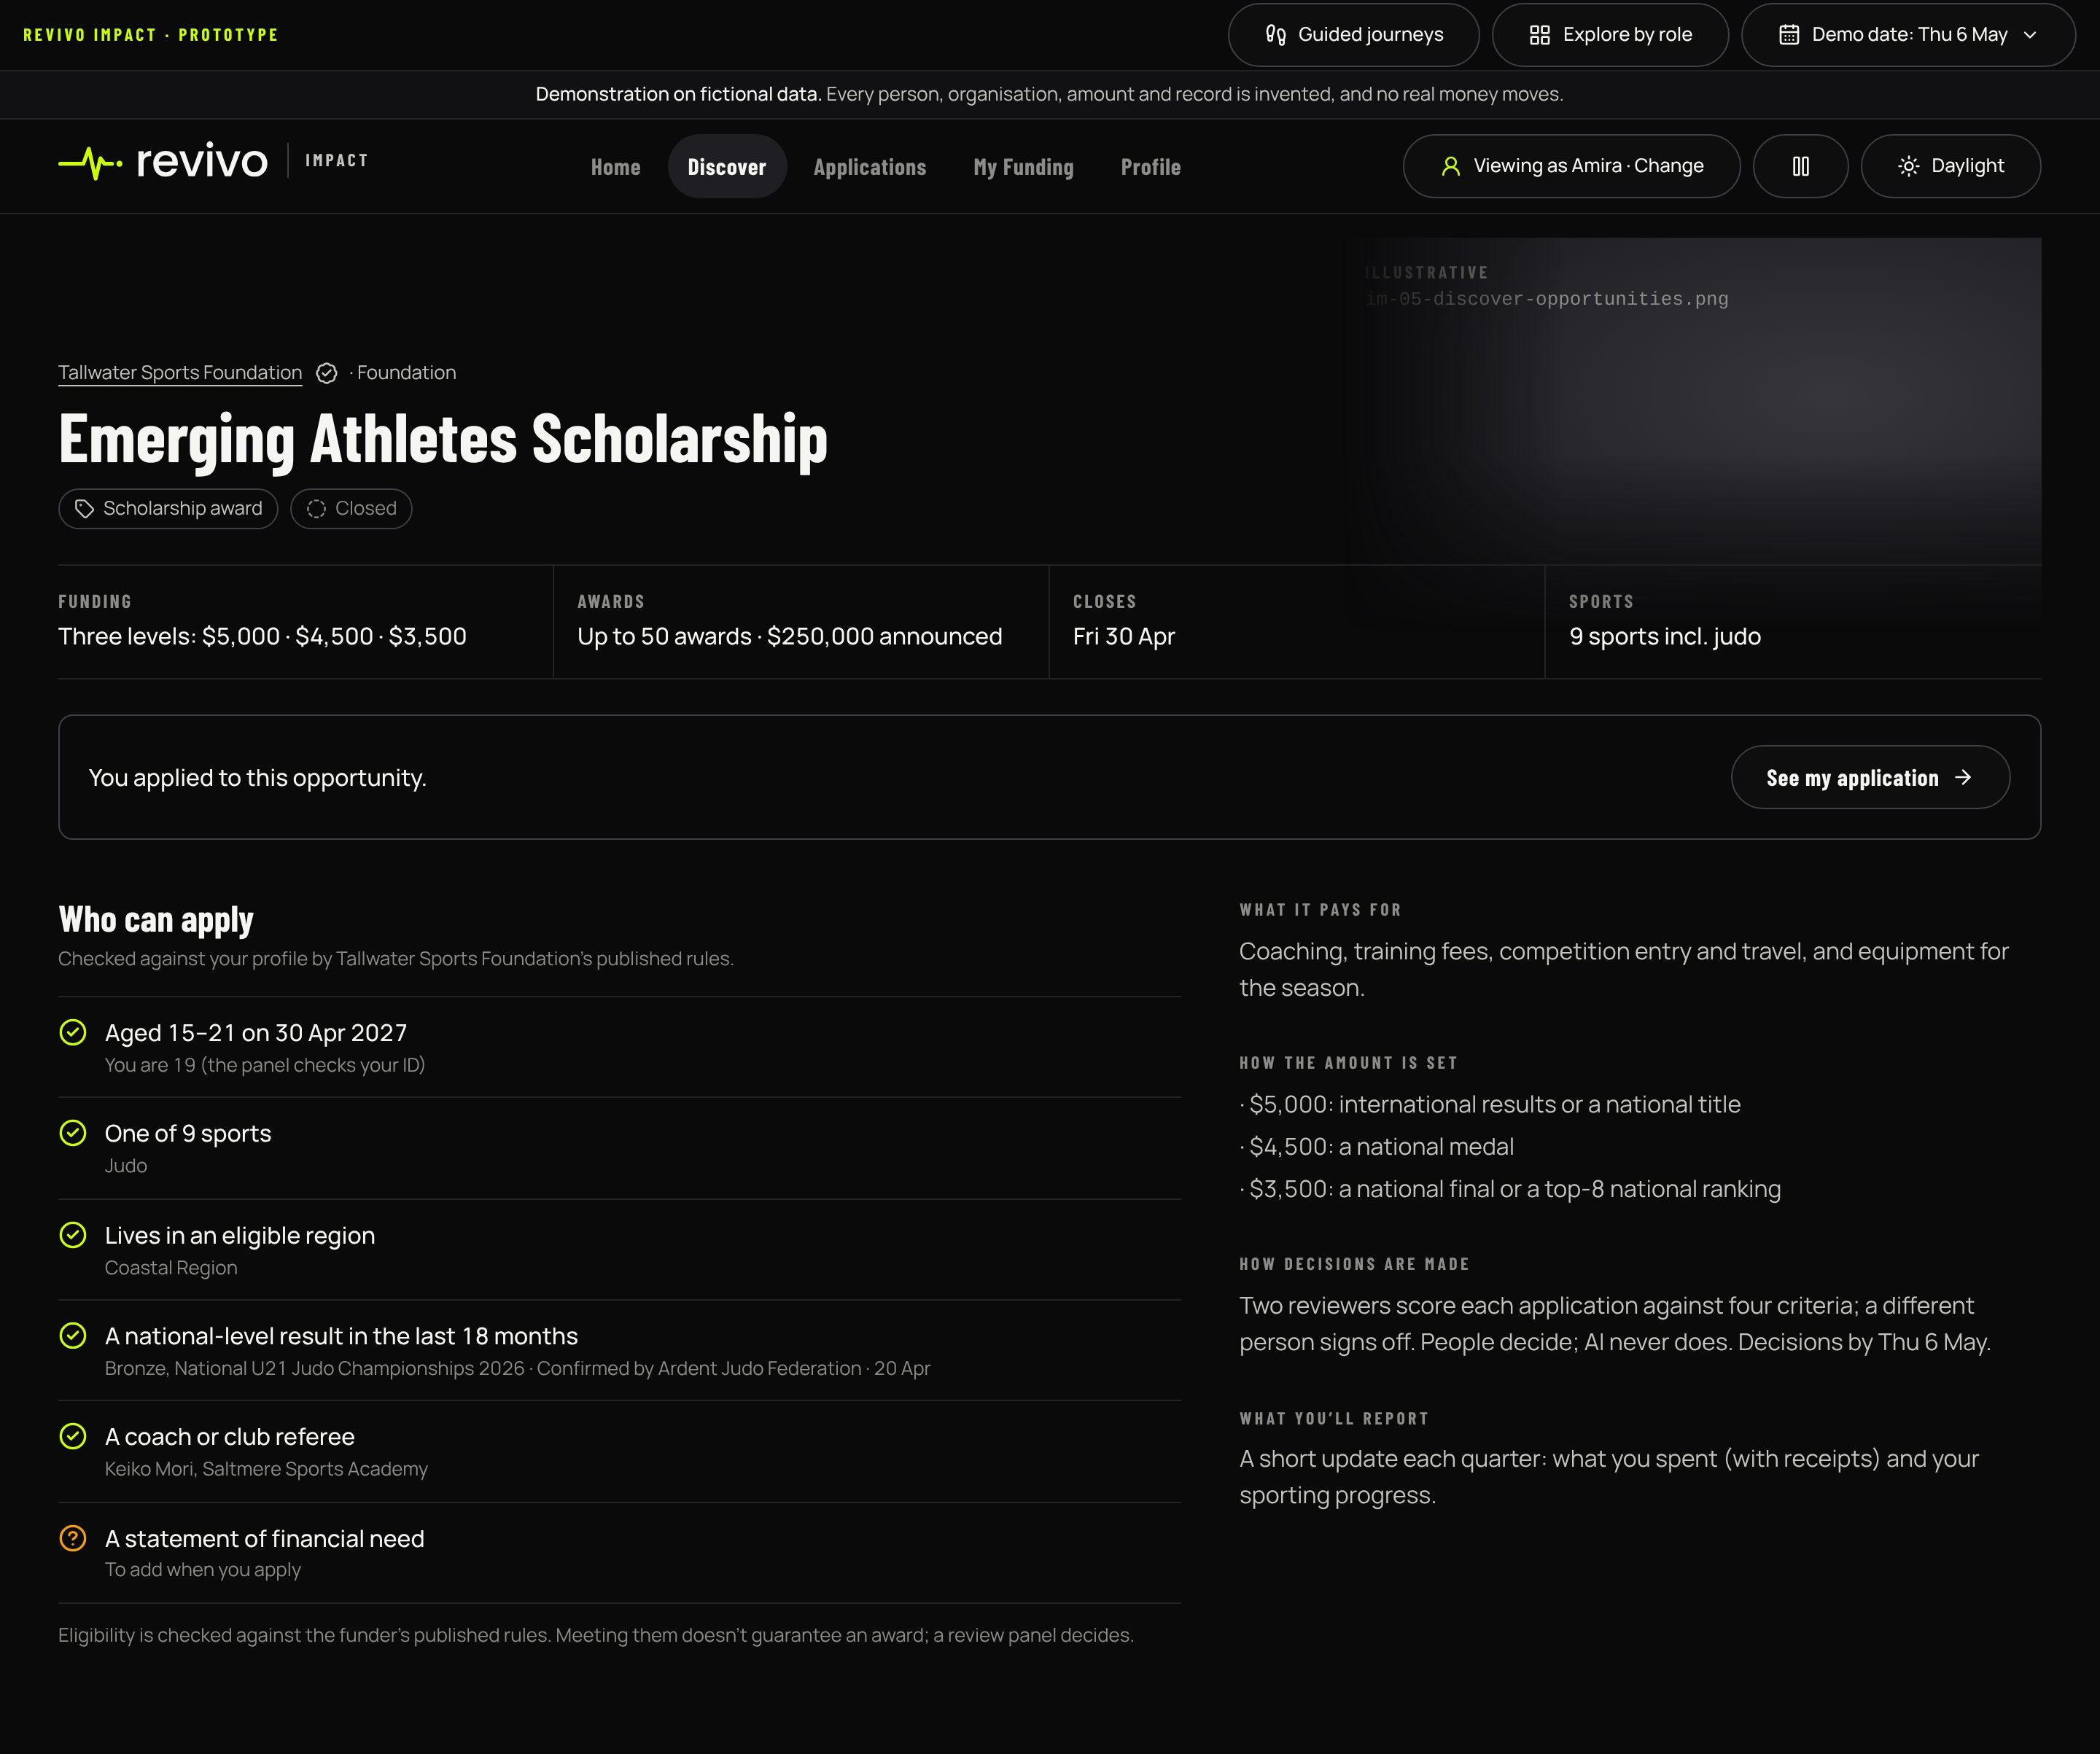 REVIVO IMPACT · PROTOTYPE
Guided journeys
Explore by role
Demo date: Thu 6 May
Demonstration on fictional data. Every person, organisation, amount and record is invented, and no real money moves.
revivo
IMPACT
Home
Discover
Applications
My Funding
Profile
Viewing as Amira · Change
Daylight
ILLUSTRATIVE
im-05-discover-opportunities.png
Tallwater Sports Foundation · Foundation
Emerging Athletes Scholarship
Scholarship award
Closed
FUNDING
Three levels: $5,000 · $4,500 · $3,500
AWARDS
Up to 50 awards · $250,000 announced
CLOSES
Fri 30 Apr
SPORTS
9 sports incl. judo
You applied to this opportunity.
See my application
Who can apply
Checked against your profile by Tallwater Sports Foundation's published rules.
Aged 15–21 on 30 Apr 2027
You are 19 (the panel checks your ID)
One of 9 sports
Judo
Lives in an eligible region
Coastal Region
A national-level result in the last 18 months
Bronze, National U21 Judo Championships 2026 · Confirmed by Ardent Judo Federation · 20 Apr
A coach or club referee
Keiko Mori, Saltmere Sports Academy
A statement of financial need
To add when you apply
Eligibility is checked against the funder's published rules. Meeting them doesn't guarantee an award; a review panel decides.
WHAT IT PAYS FOR
Coaching, training fees, competition entry and travel, and equipment for
the season.
HOW THE AMOUNT IS SET
· $5,000: international results or a national title
· $4,500: a national medal
· $3,500: a national final or a top-8 national ranking
HOW DECISIONS ARE MADE
Two reviewers score each application against four criteria; a different
person signs off. People decide; AI never does. Decisions by Thu 6 May.
WHAT YOU'LL REPORT
A short update each quarter: what you spent (with receipts) and your
sporting progress.